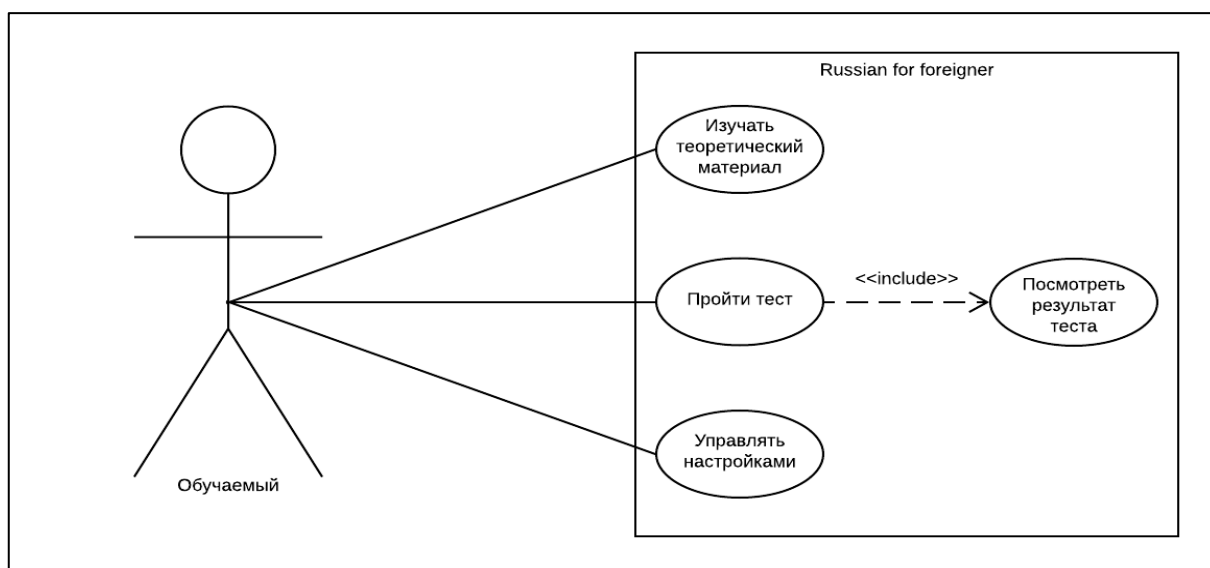 Russian for foreigner
Изучать
теоретический
материал
Пройти тест
<<include>>
Посмотреть
результат
теста
Управлять
настройками
Обучаемый